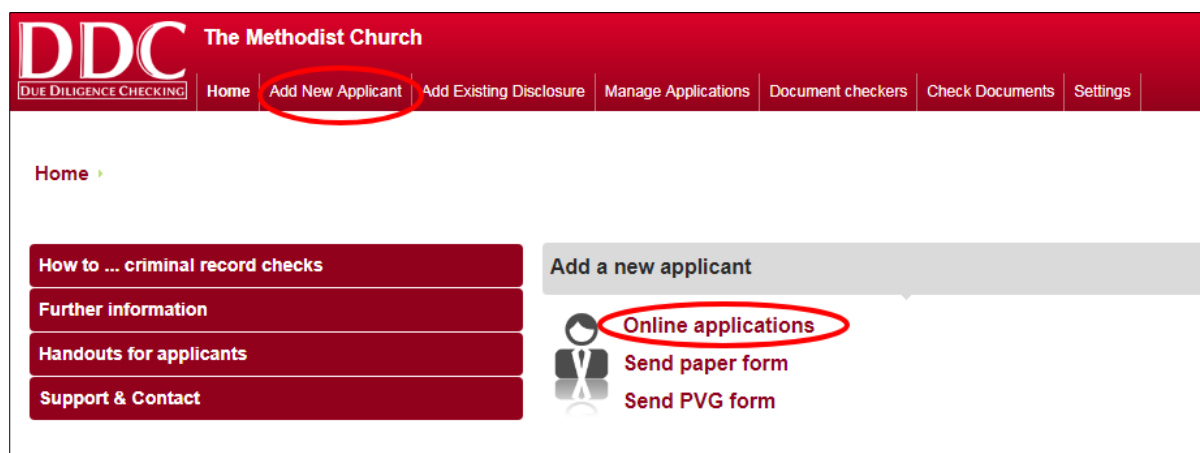 DDC
DUE DILIGENCE CHECKING
The Methodist Church
Home Add New Applicant Add Existing Disclosure Manage Applications Document checkers Check Documents Settings
Home
How to ... criminal record checks
Further information
Handouts for applicants
Support & Contact
Add a new applicant
Online applications
Send paper form
Send PVG form